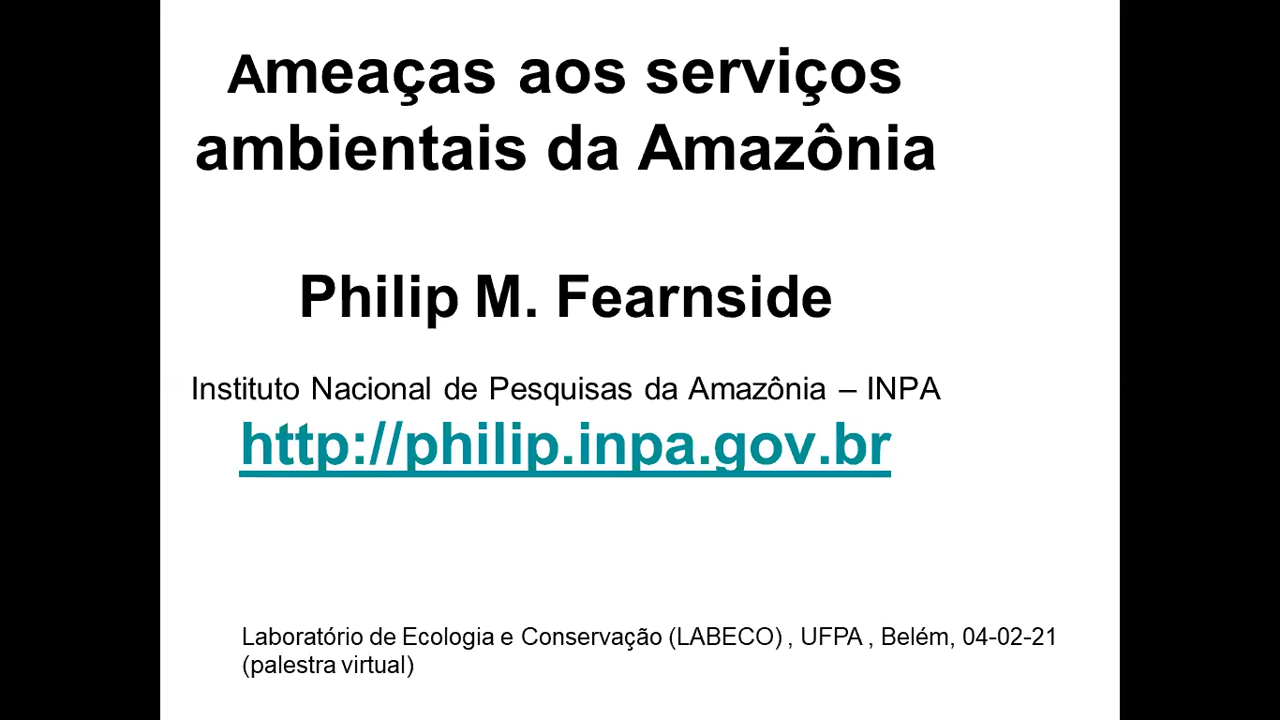 Ameaças aos serviços
ambientais da Amazônia
Philip M. Fearnside
Instituto Nacional de Pesquisas da Amazônia – INPA
http://philip.inpa.gov.br
Laboratório de Ecologia e Conservação (LABECO) , UFPA , Belém, 04-02-21
(palestra virtual)